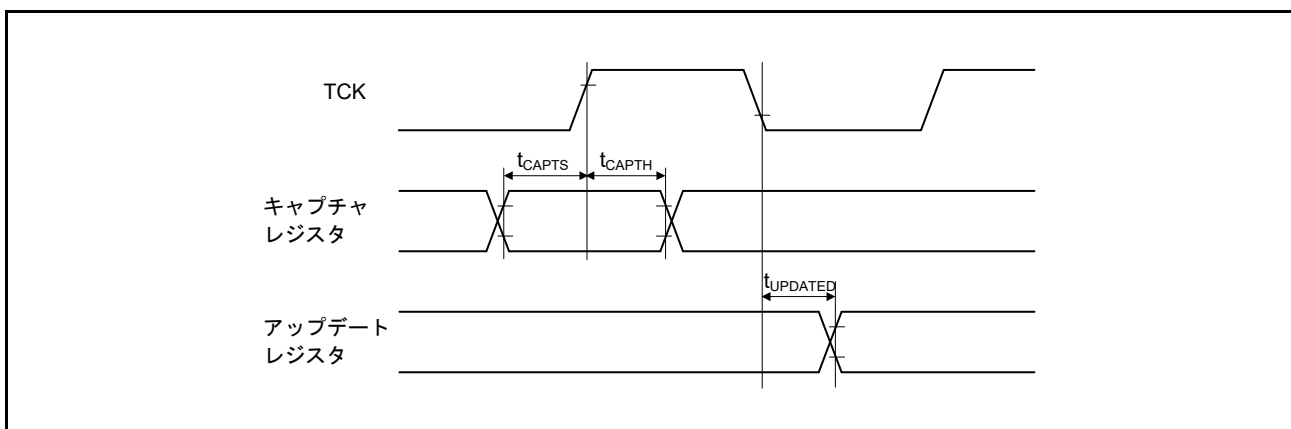 TCK
tCAPTS
tCAPTH
キャプチャ
レジスタ
tUPDATED
アップデート
レジスタ